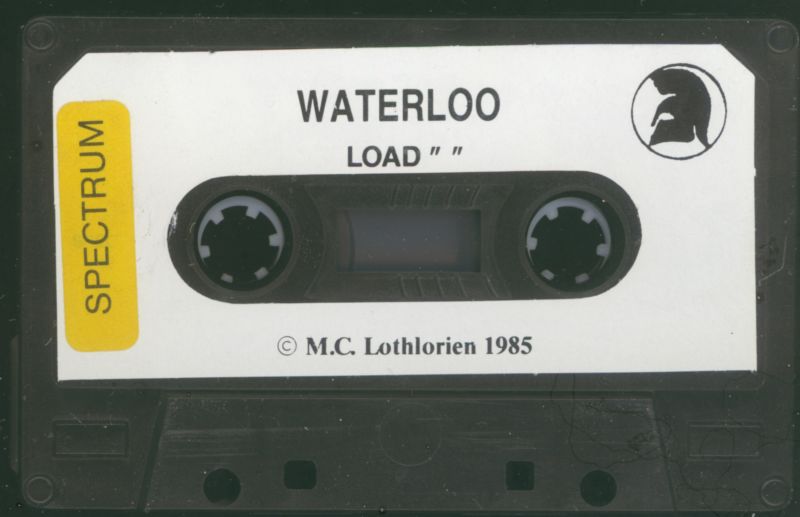 WATERLOO
LOAD " "
SPECTRUM
© M.C. Lothlorien 1985